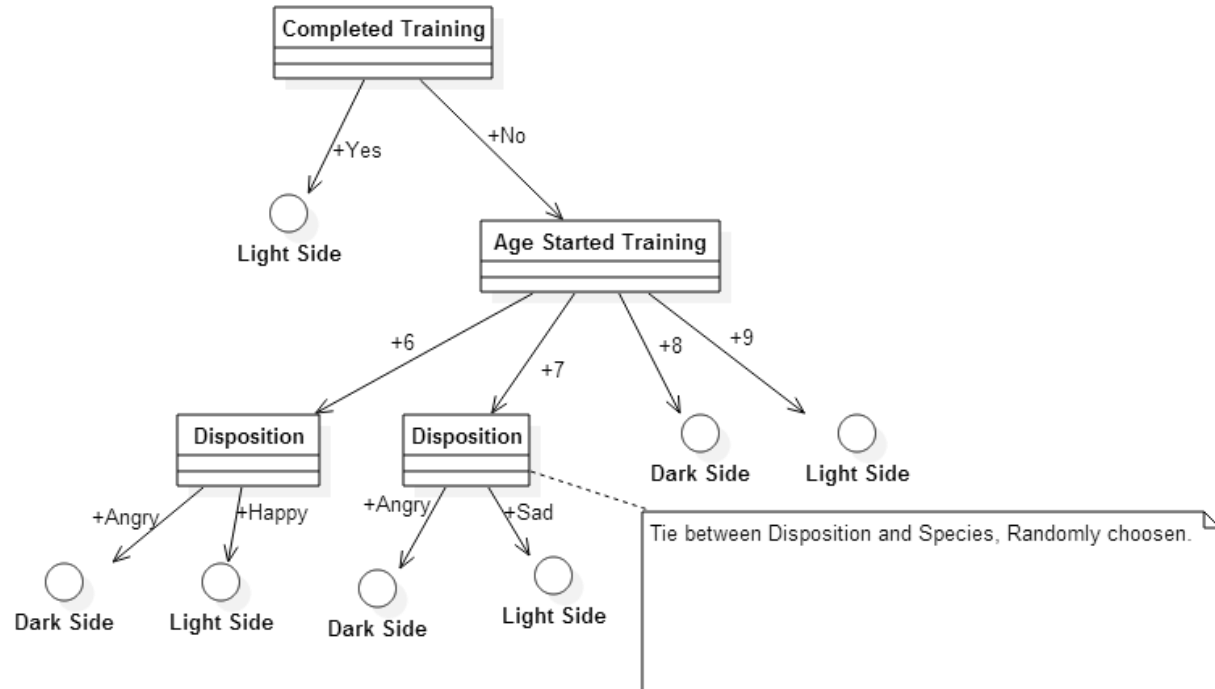 Completed Training
+Yes
+No
Light Side
Age Started Training
+6
+7
+8
+9
Disposition
Disposition
Dark Side
Light Side
+Angry
+Happy
+Angry
+Sad
Tie between Disposition and Species, Randomly choosen.
Dark Side
Light Side
Dark Side
Light Side